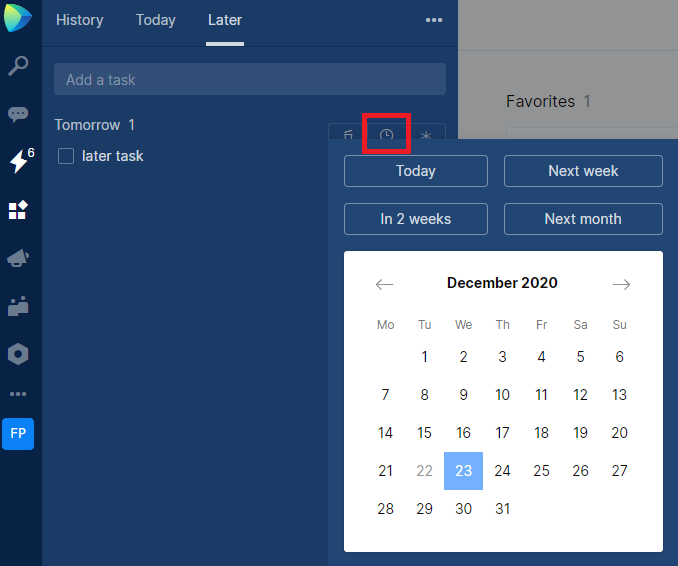 History Today Later
Favorites 1
Add a task
Tomorrow 1
later task
6
FP
Today Next week
In 2 weeks Next month
December 2020
Mo Tu We Th Fr Sa Su
1 2 3 4 5 6
7 8 9 10 11 12 13
14 15 16 17 18 19 20
21 22 23 24 25 26 27
28 29 30 31